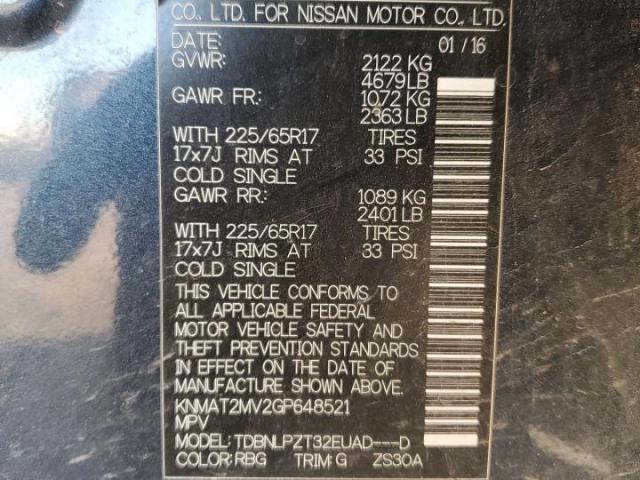 CO., LTD. FOR NISSAN MOTOR CO., LTD.
DATE: 01 / 16
GVWR: 2122 KG
4679 LB
GAWR FR.: 1072 KG
2363 LB
WITH 225/65R17 TIRES
17x7J RIMS AT 33 PSI
COLD SINGLE
GAWR RR.: 1089 KG
2401 LB
WITH 225/65R17 TIRES
17x7J RIMS AT 33 PSI
COLD SINGLE
THIS VEHICLE CONFORMS TO
ALL APPLICABLE FEDERAL
MOTOR VEHICLE SAFETY AND
THEFT PREVENTION STANDARDS
IN EFFECT ON THE DATE OF
MANUFACTURE SHOWN ABOVE.
KNMAT2MV2GP648521
MPV
MODEL: TDBNLPZT32EUAD---D
COLOR: RBG TRIM: G ZS30A